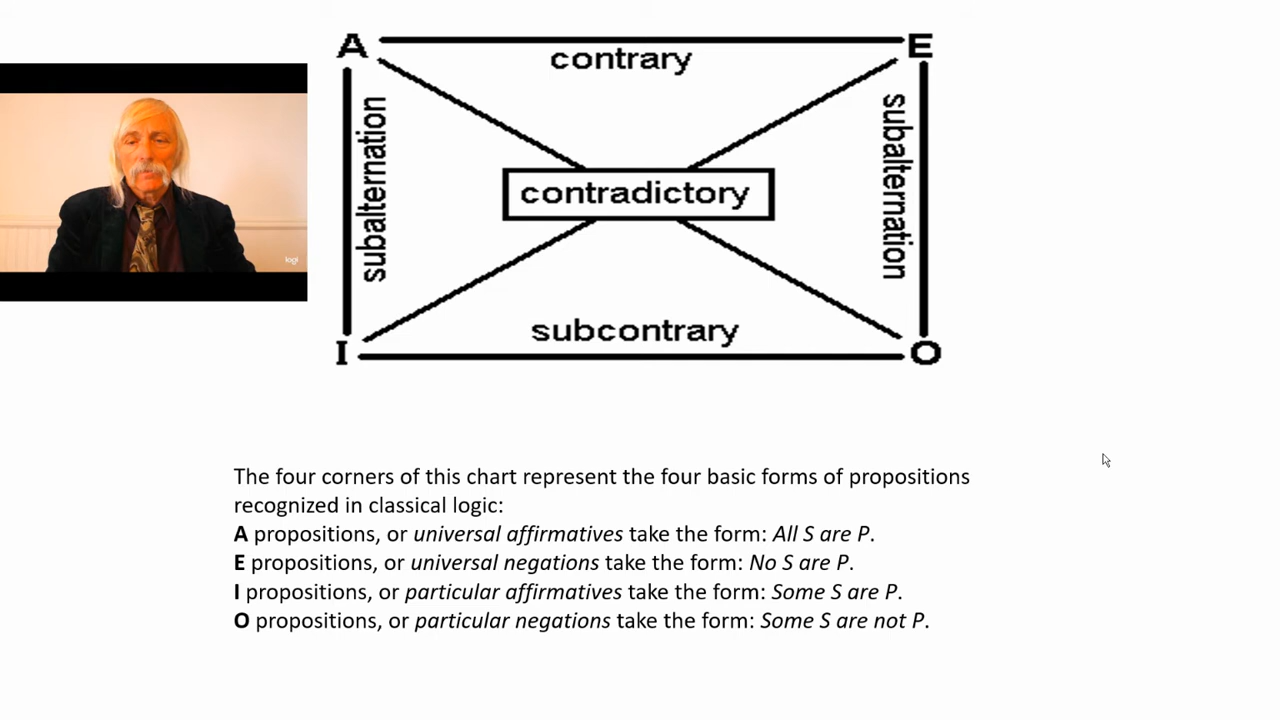 A
E
contrary
subalternation
subalternation
contradictory
logi
subcontrary
I
O
The four corners of this chart represent the four basic forms of propositions
recognized in classical logic:
A propositions, or universal affirmatives take the form: All S are P.
E propositions, or universal negations take the form: No S are P.
I propositions, or particular affirmatives take the form: Some S are P.
O propositions, or particular negations take the form: Some S are not P.